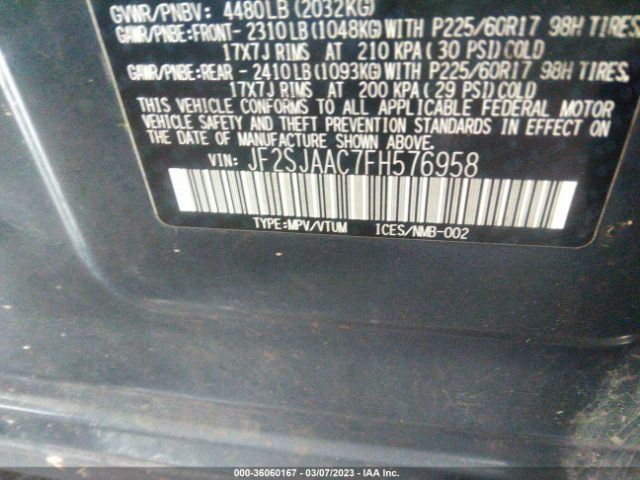 GVWR/PNBV: 4480LB (2032KG)
GAWR/PNBE:FRONT-2310LB(1048KG)WITH P225/60R17 98H TIRES
17X7J RIMS AT 210 KPA( 30 PSI)COLD
GAWR/PNBE:REAR -2410LB(1093KG)WITH P225/60R17 98H TIRES
17X7J RIMS AT 200 KPA( 29 PSI)COLD
THIS VEHICLE CONFORMS TO ALL APPLICABLE FEDERAL MOTOR
VEHICLE SAFETY AND THEFT PREVENTION STANDARDS IN EFFECT ON
THE DATE OF MANUFACTURE SHOWN ABOVE.
VIN: JF2SJAAC7FH576958
TYPE:MPV/VTUM ICES/NMB-002
000-36060167 - 03/07/2023 - IAA Inc.